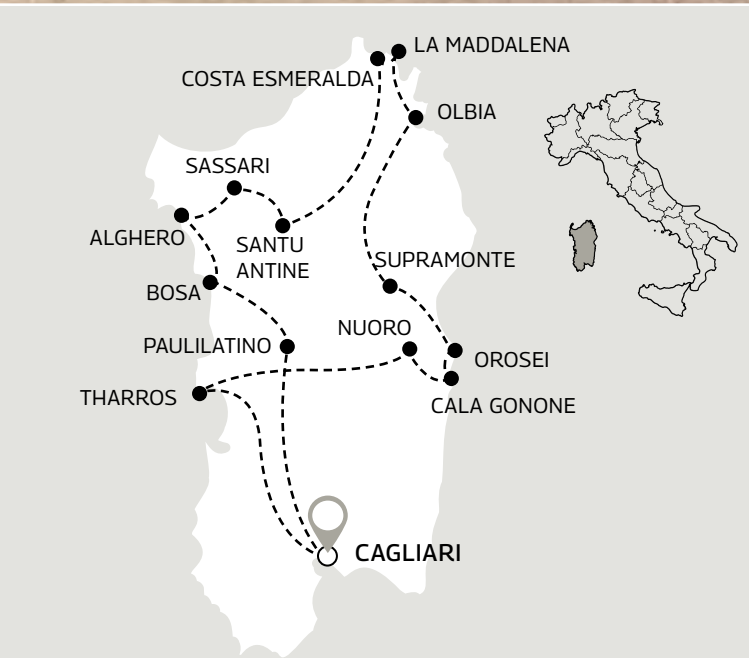 LA MADDALENA
COSTA ESMERALDA
OLBIA
SASSARI
ALGHERO
SANTU
ANTINE
SUPRAMONTE
BOSA
NUORO
PAULILATINO
OROSEI
THARROS
CALA GONONE
CAGLIARI